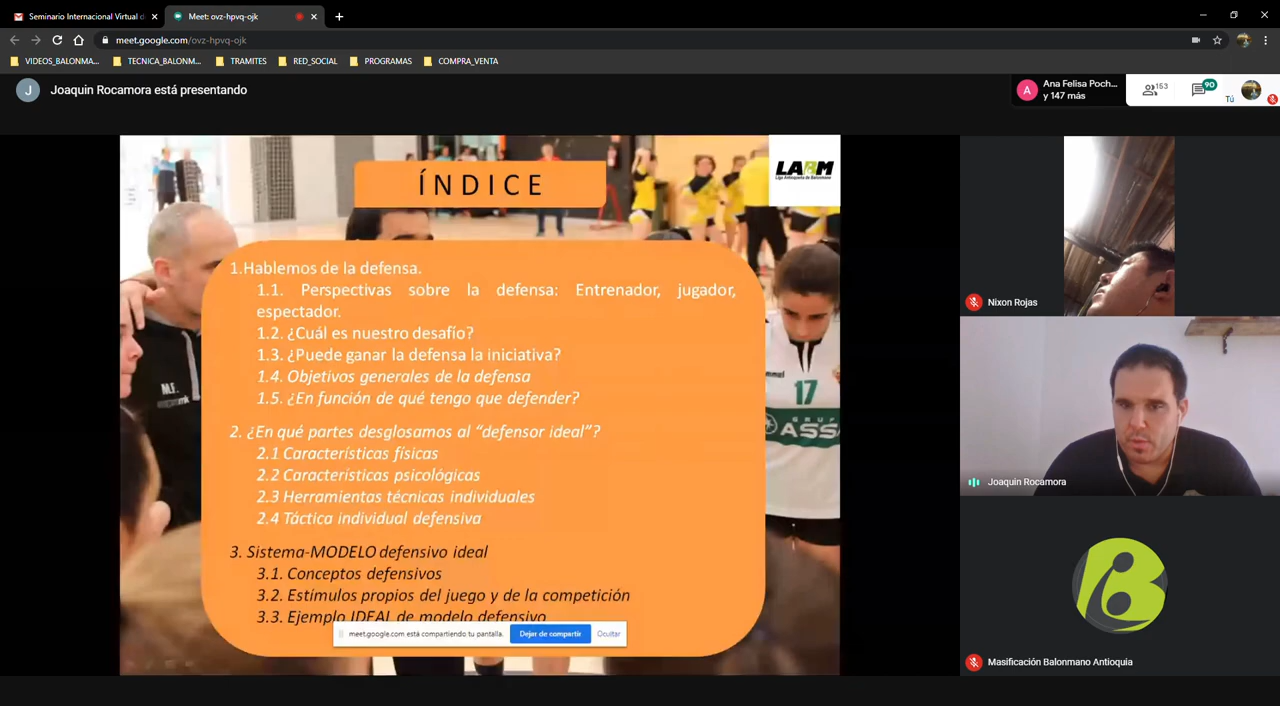 Seminario Internacional Virtual d
Meet: ovz-hpvq-ojk
meet.google.com/ovz-hpvq-ojk
VIDEOS_BALONMA...
TECNICA_BALONM...
TRAMITES
RED_SOCIAL
PROGRAMAS
COMPRA_VENTA
J
Joaquin Rocamora está presentando
A
Ana Felisa Poch...
y 147 más
153
90
Tú
ÍNDICE
LABM
Liga Antioqueña de Balonmano
1.Hablemos de la defensa.
1.1. Perspectivas sobre la defensa: Entrenador, jugador,
espectador.
1.2. ¿Cuál es nuestro desafío?
1.3. ¿Puede ganar la defensa la iniciativa?
1.4. Objetivos generales de la defensa
1.5. ¿En función de qué tengo que defender?
2. ¿En qué partes desglosamos al “defensor ideal”?
2.1 Características físicas
2.2 Características psicológicas
2.3 Herramientas técnicas individuales
2.4 Táctica individual defensiva
3. Sistema-MODELO defensivo ideal
3.1. Conceptos defensivos
3.2. Estímulos propios del juego y de la competición
3.3. Ejemplo IDEAL de modelo defensivo
meet.google.com está compartiendo tu pantalla.
Dejar de compartir
Ocultar
M.F.
17
ASS
Nixon Rojas
Joaquin Rocamora
B
Masificación Balonmano Antioquia